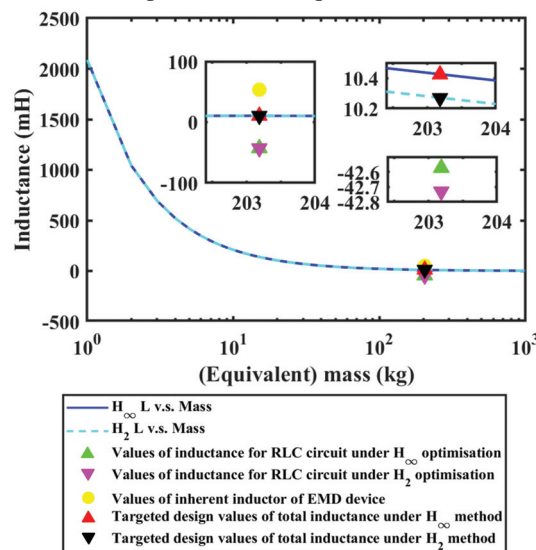 2500
2000
1500
1000
500
0
-500
Inductance (mH)
100
0
-100
203 204
10.4
10.2
203 204
-42.6
-42.7
-42.8
203 204
10^0 10^1 10^2 10^3
(Equivalent) mass (kg)
H∞ L v.s. Mass
H2 L v.s. Mass
Values of inductance for RLC circuit under H∞ optimisation
Values of inductance for RLC circuit under H2 optimisation
Values of inherent inductor of EMD device
Targeted design values of total inductance under H∞ method
Targeted design values of total inductance under H2 method